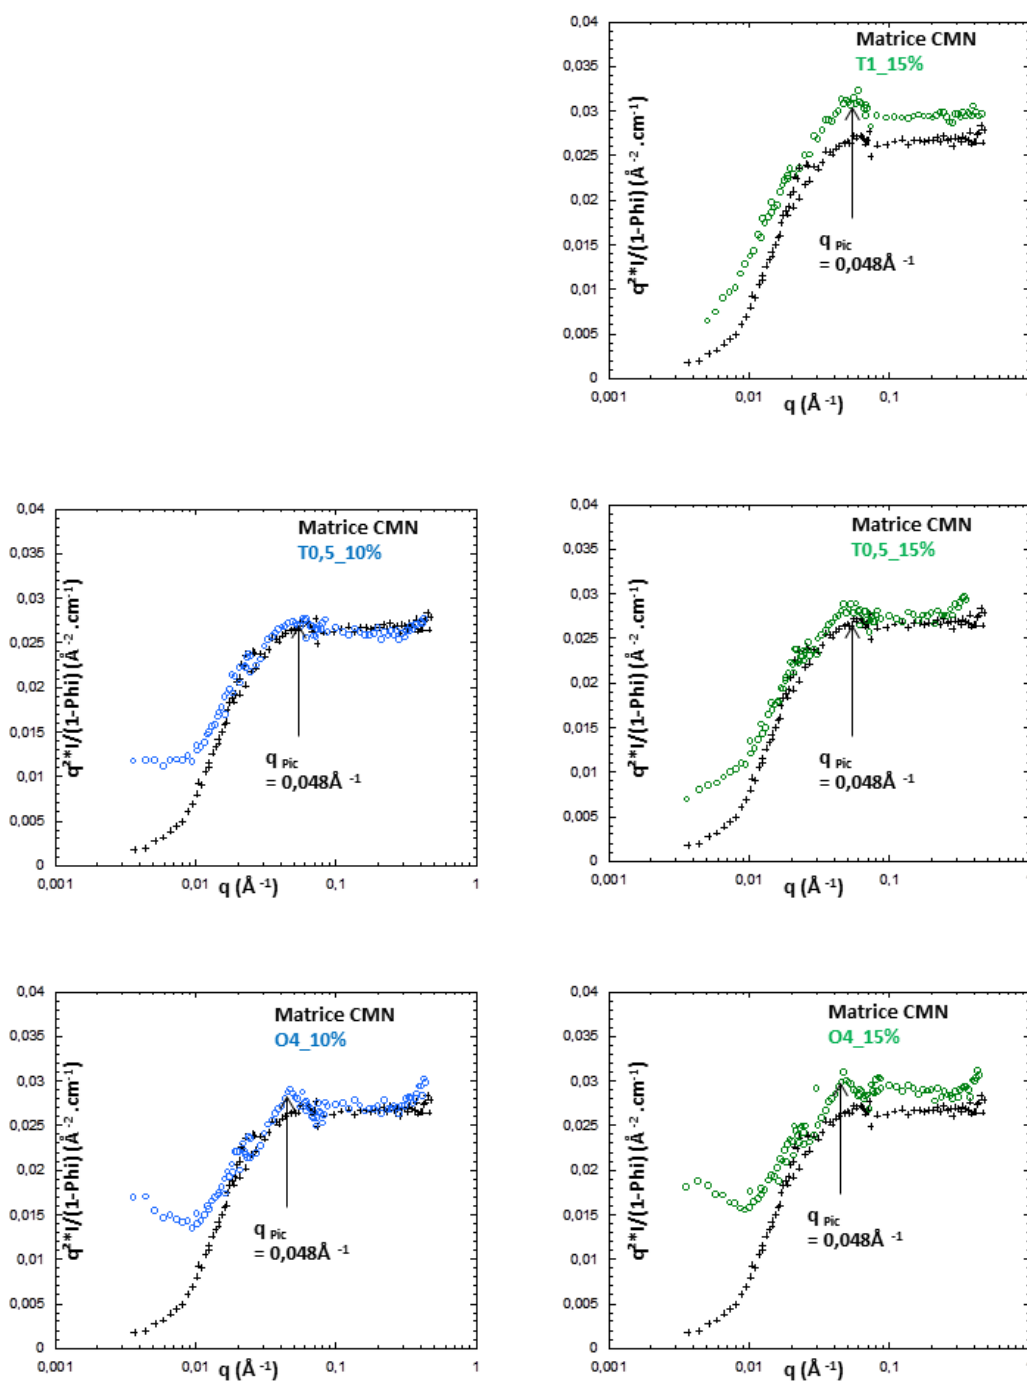 0,04
0,035
0,03
0,025
0,02
0,015
0,01
0,005
0
0,001
0,01
0,1
q²*I/(1-Phi) (Å⁻² .cm⁻¹)
q (Å⁻¹)
Matrice CMN
T1_15%
q Pic
= 0,048Å⁻¹
0,04
0,035
0,03
0,025
0,02
0,015
0,01
0,005
0
0,001
0,01
0,1
1
q²*I/(1-Phi) (Å⁻² .cm⁻¹)
q (Å⁻¹)
Matrice CMN
T0,5_10%
q Pic
= 0,048Å⁻¹
0,04
0,035
0,03
0,025
0,02
0,015
0,01
0,005
0
0,001
0,01
0,1
q²*I/(1-Phi) (Å⁻² .cm⁻¹)
q (Å⁻¹)
Matrice CMN
T0,5_15%
q Pic
= 0,048Å⁻¹
0,04
0,035
0,03
0,025
0,02
0,015
0,01
0,005
0
0,001
0,01
0,1
1
q²*I/(1-Phi) (Å⁻² .cm⁻¹)
q (Å⁻¹)
Matrice CMN
O4_10%
q Pic
= 0,048Å⁻¹
0,04
0,035
0,03
0,025
0,02
0,015
0,01
0,005
0
0,001
0,01
0,1
q²*I/(1-Phi) (Å⁻² .cm⁻¹)
q (Å⁻¹)
Matrice CMN
O4_15%
q Pic
= 0,048Å⁻¹